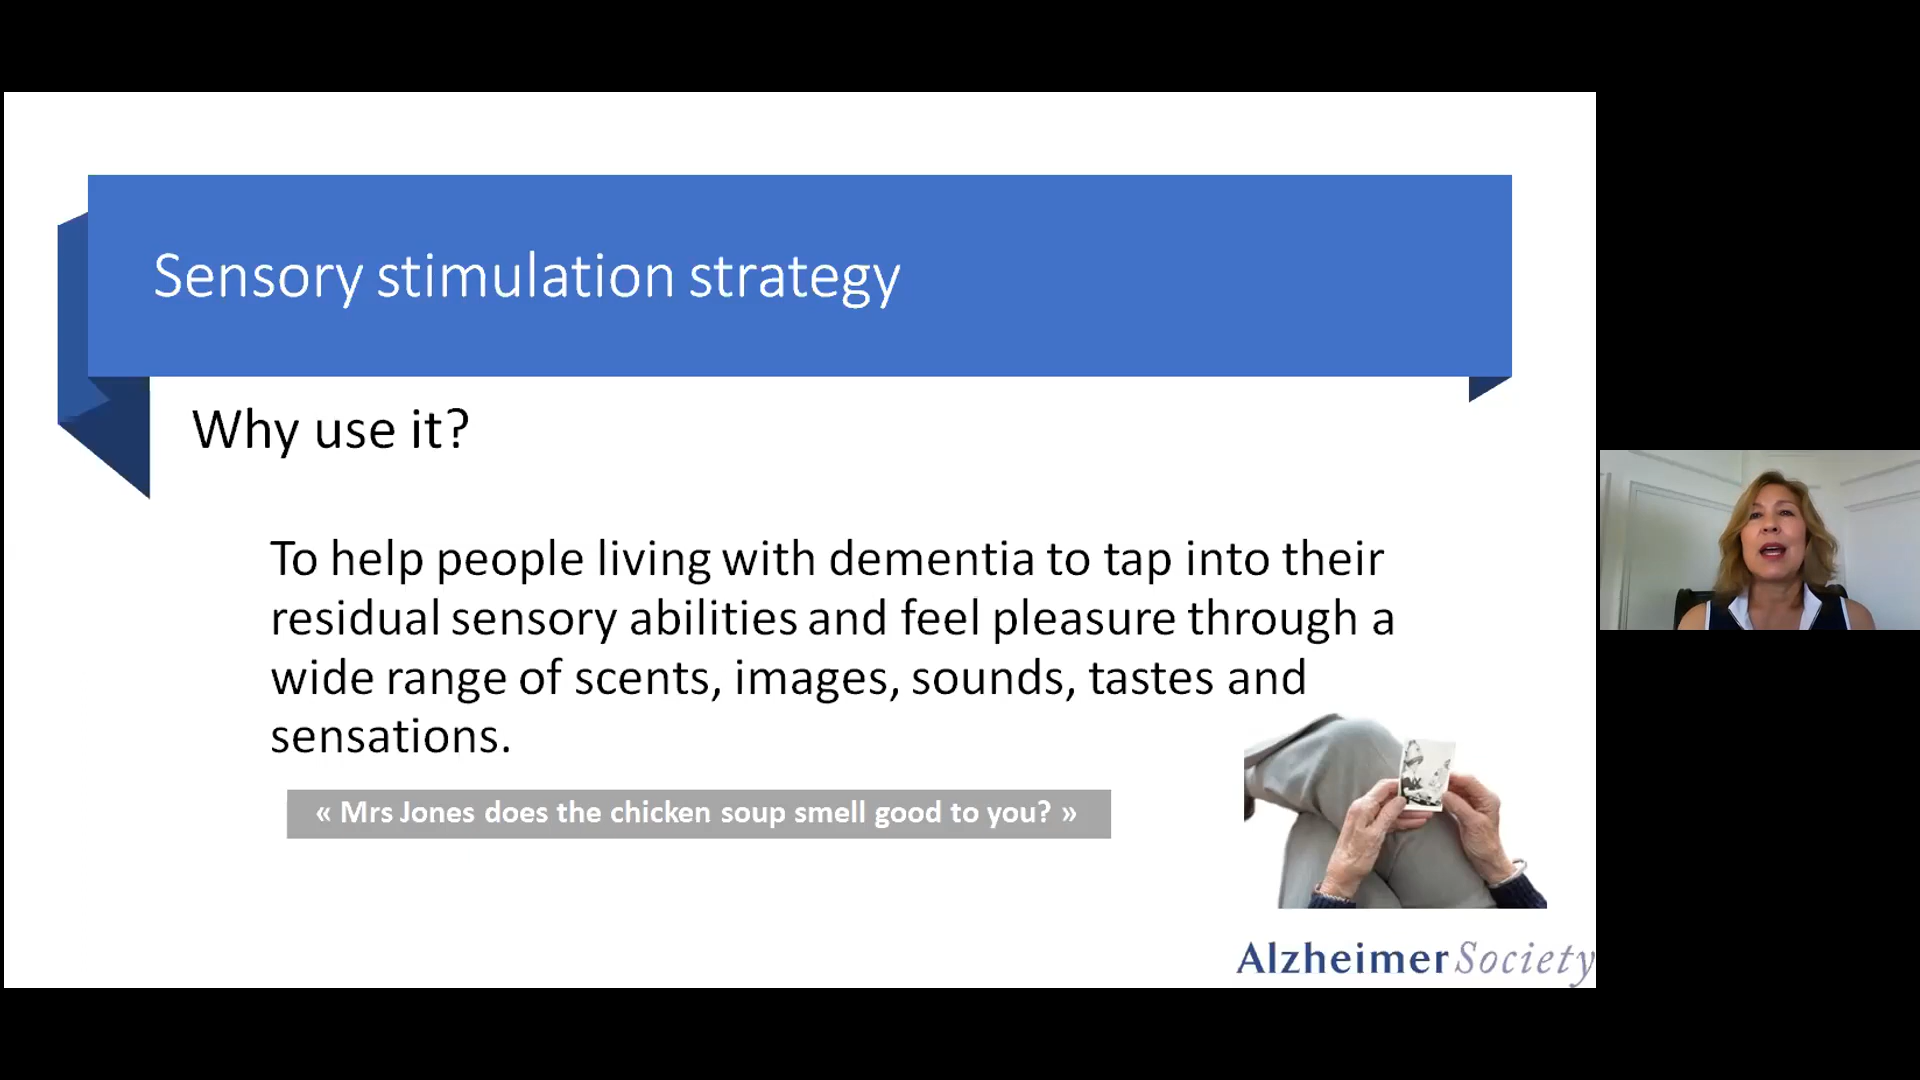 Sensory stimulation strategy
Why use it?
To help people living with dementia to tap into their
residual sensory abilities and feel pleasure through a
wide range of scents, images, sounds, tastes and
sensations.
« Mrs Jones does the chicken soup smell good to you? »
Alzheimer Society